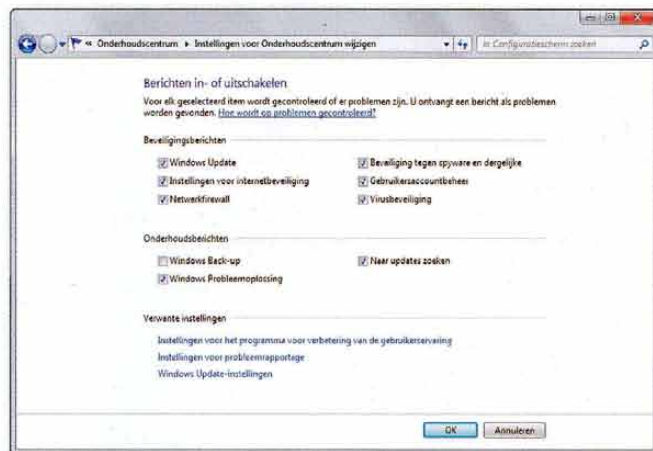 « Onderhoudscentrum ▸ Instellingen voor Onderhoudscentrum wijzigen
In Configuratiescherm zoeken
Berichten in- of uitschakelen
Voor elk geselecteerd item wordt gecontroleerd of er problemen zijn. U ontvangt een bericht als problemen
worden gevonden. Hoe wordt op problemen gecontroleerd?
Beveiligingsberichten
Windows Update
Beveiliging tegen spyware en dergelijke
Instellingen voor internetbeveiliging
Gebruikersaccountbeheer
Netwerkfirewall
Virusbeveiliging
Onderhoudsberichten
Windows Back-up
Naar updates zoeken
Windows Probleemoplossing
Verwante instellingen
Instellingen voor het programma voor verbetering van de gebruikerservaring
Instellingen voor probleemrapportage
Windows Update-instellingen
OK
Annuleren